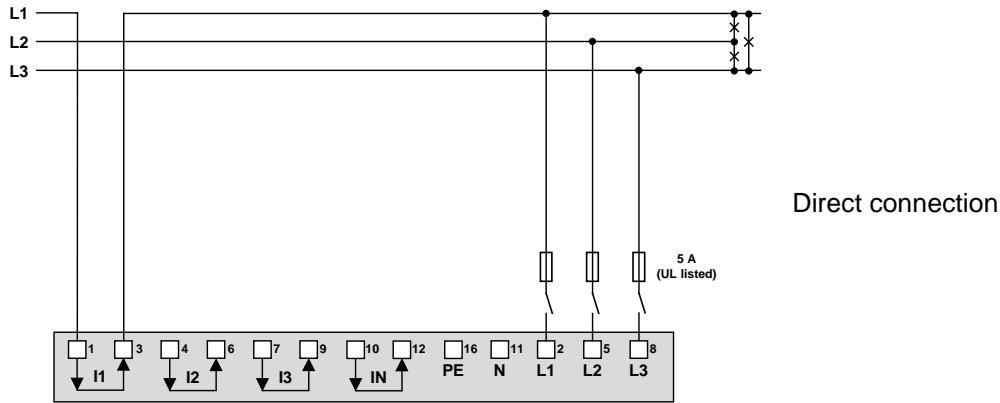 L1
L2
L3
Direct connection
5 A
(UL listed)
1 3 4 6 7 9 10 12 16 11 2 5 8
I1 I2 I3 IN PE N L1 L2 L3